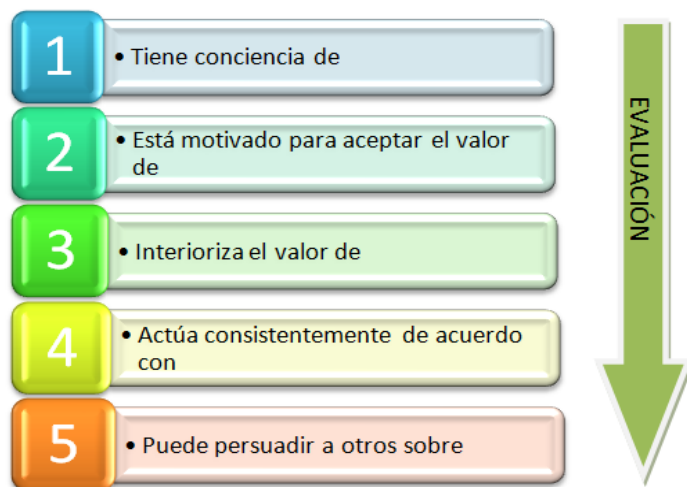 1
• Tiene conciencia de
2
• Está motivado para aceptar el valor
de
3
• Interioriza el valor de
4
• Actúa consistentemente de acuerdo
con
5
• Puede persuadir a otros sobre
EVALUACIÓN